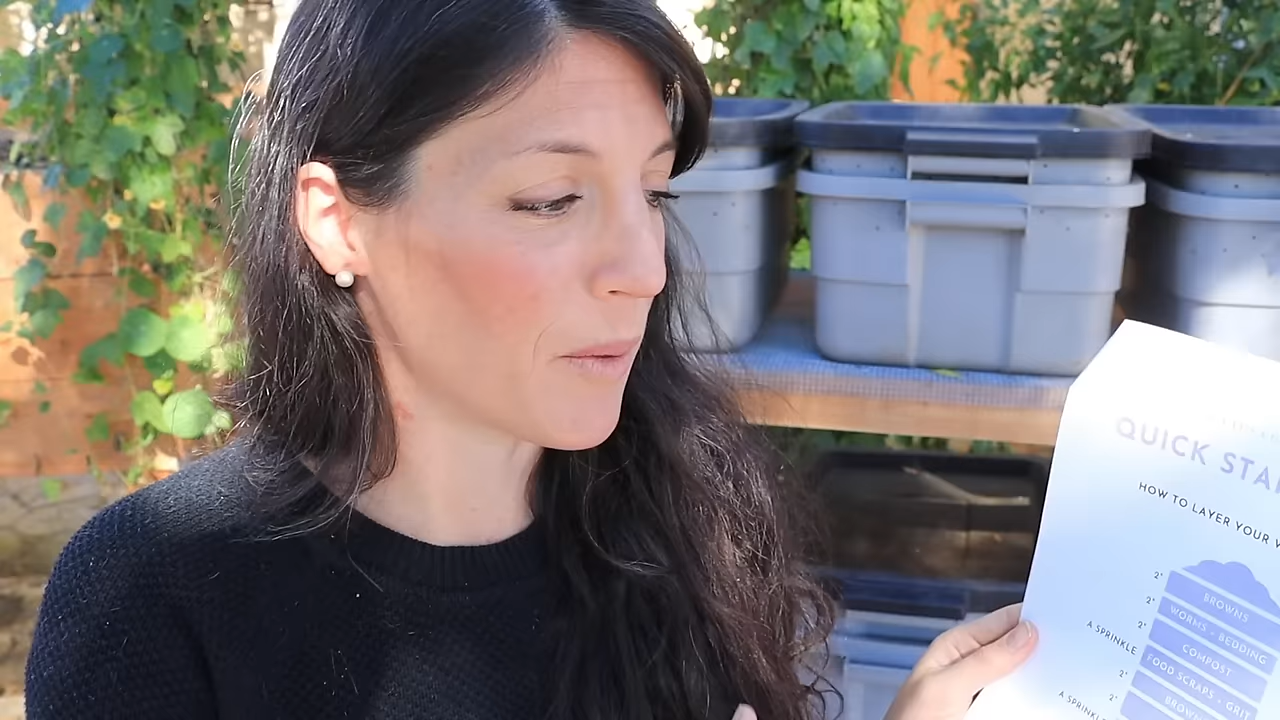 QUICK STA
HOW TO LAYER YOUR W
2"
BROWNS
2"
WORMS + BEDDING
2"
COMPOST
A SPRINKLE
FOOD SCRAPS + GRIT
2"
BROWNS
2"
A SPRINKLE